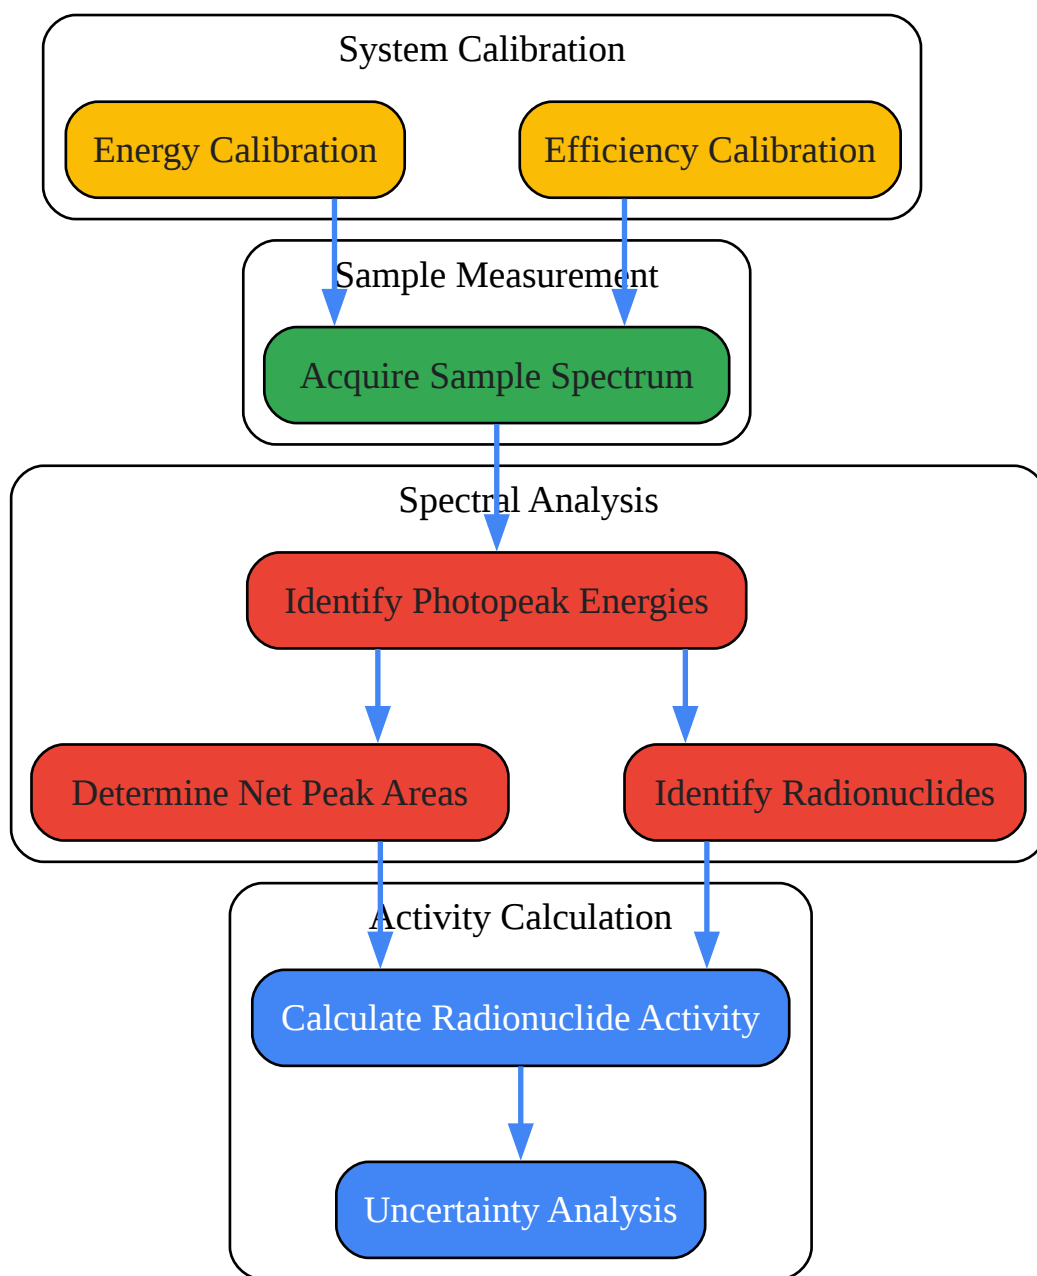 System Calibration
Energy Calibration
Efficiency Calibration
Sample Measurement
Acquire Sample Spectrum
Spectral Analysis
Identify Photopeak Energies
Determine Net Peak Areas
Identify Radionuclides
Activity Calculation
Calculate Radionuclide Activity
Uncertainty Analysis